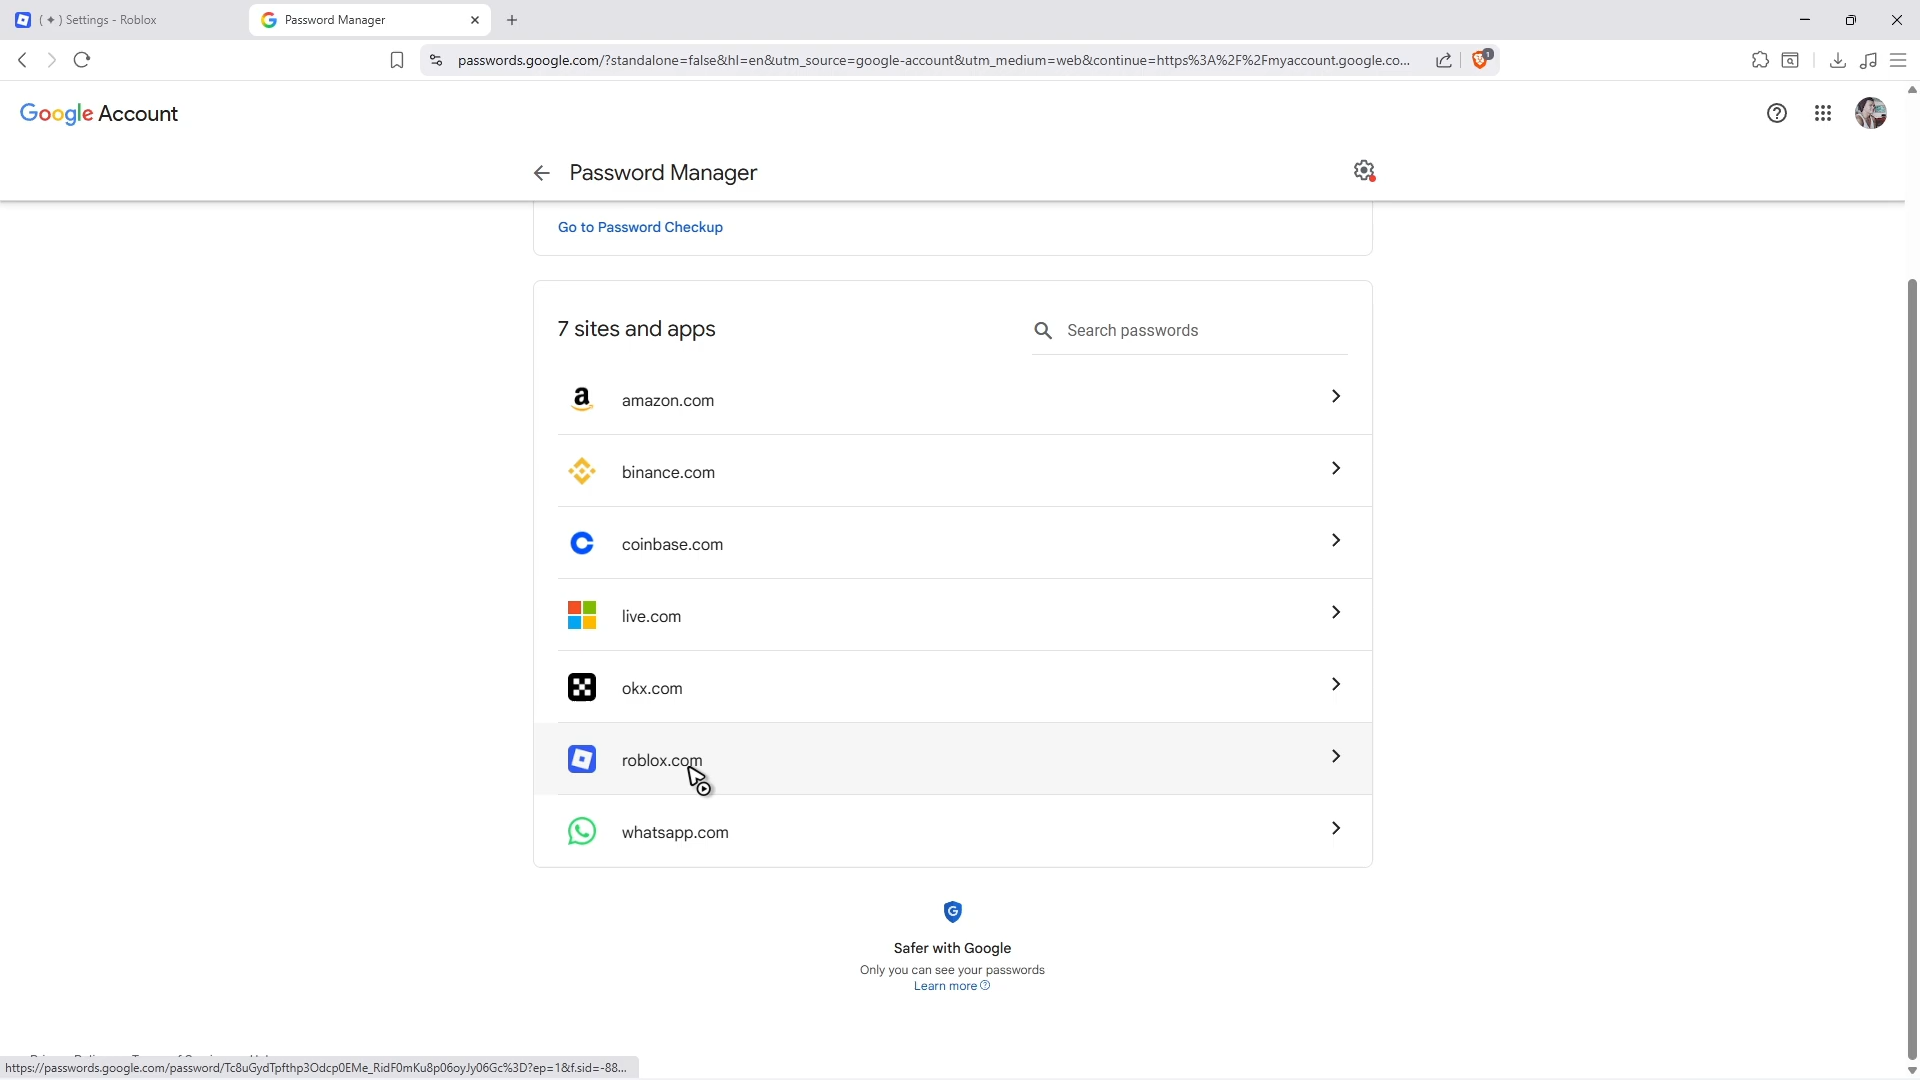 ( ✦ ) Settings - Roblox
Password Manager
passwords.google.com/?standalone=false&hl=en&utm_source=google-account&utm_medium=web&continue=https%3A%2F%2Fmyaccount.google.co...
1
Google Account
Password Manager
Go to Password Checkup
7 sites and apps
Search passwords
amazon.com
binance.com
coinbase.com
live.com
okx.com
roblox.com
whatsapp.com
Safer with Google
Only you can see your passwords
Learn more
https://passwords.google.com/password/Tc8uGydTpfthp3Odcp0EMe_RidF0mKu8p06oyJy06Gc%3D?ep=1&f.sid=-88...